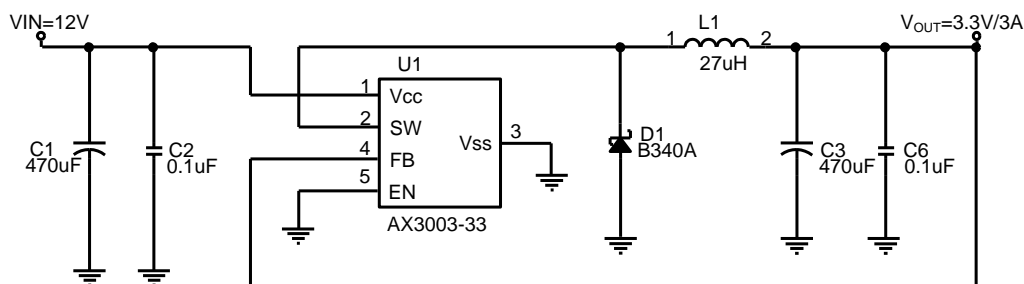 VIN=12V
L1
VOUT=3.3V/3A
1
2
27uH
U1
1
Vcc
2
SW
3
Vss
4
FB
5
EN
AX3003-33
C1
470uF
C2
0.1uF
D1
B340A
C3
470uF
C6
0.1uF